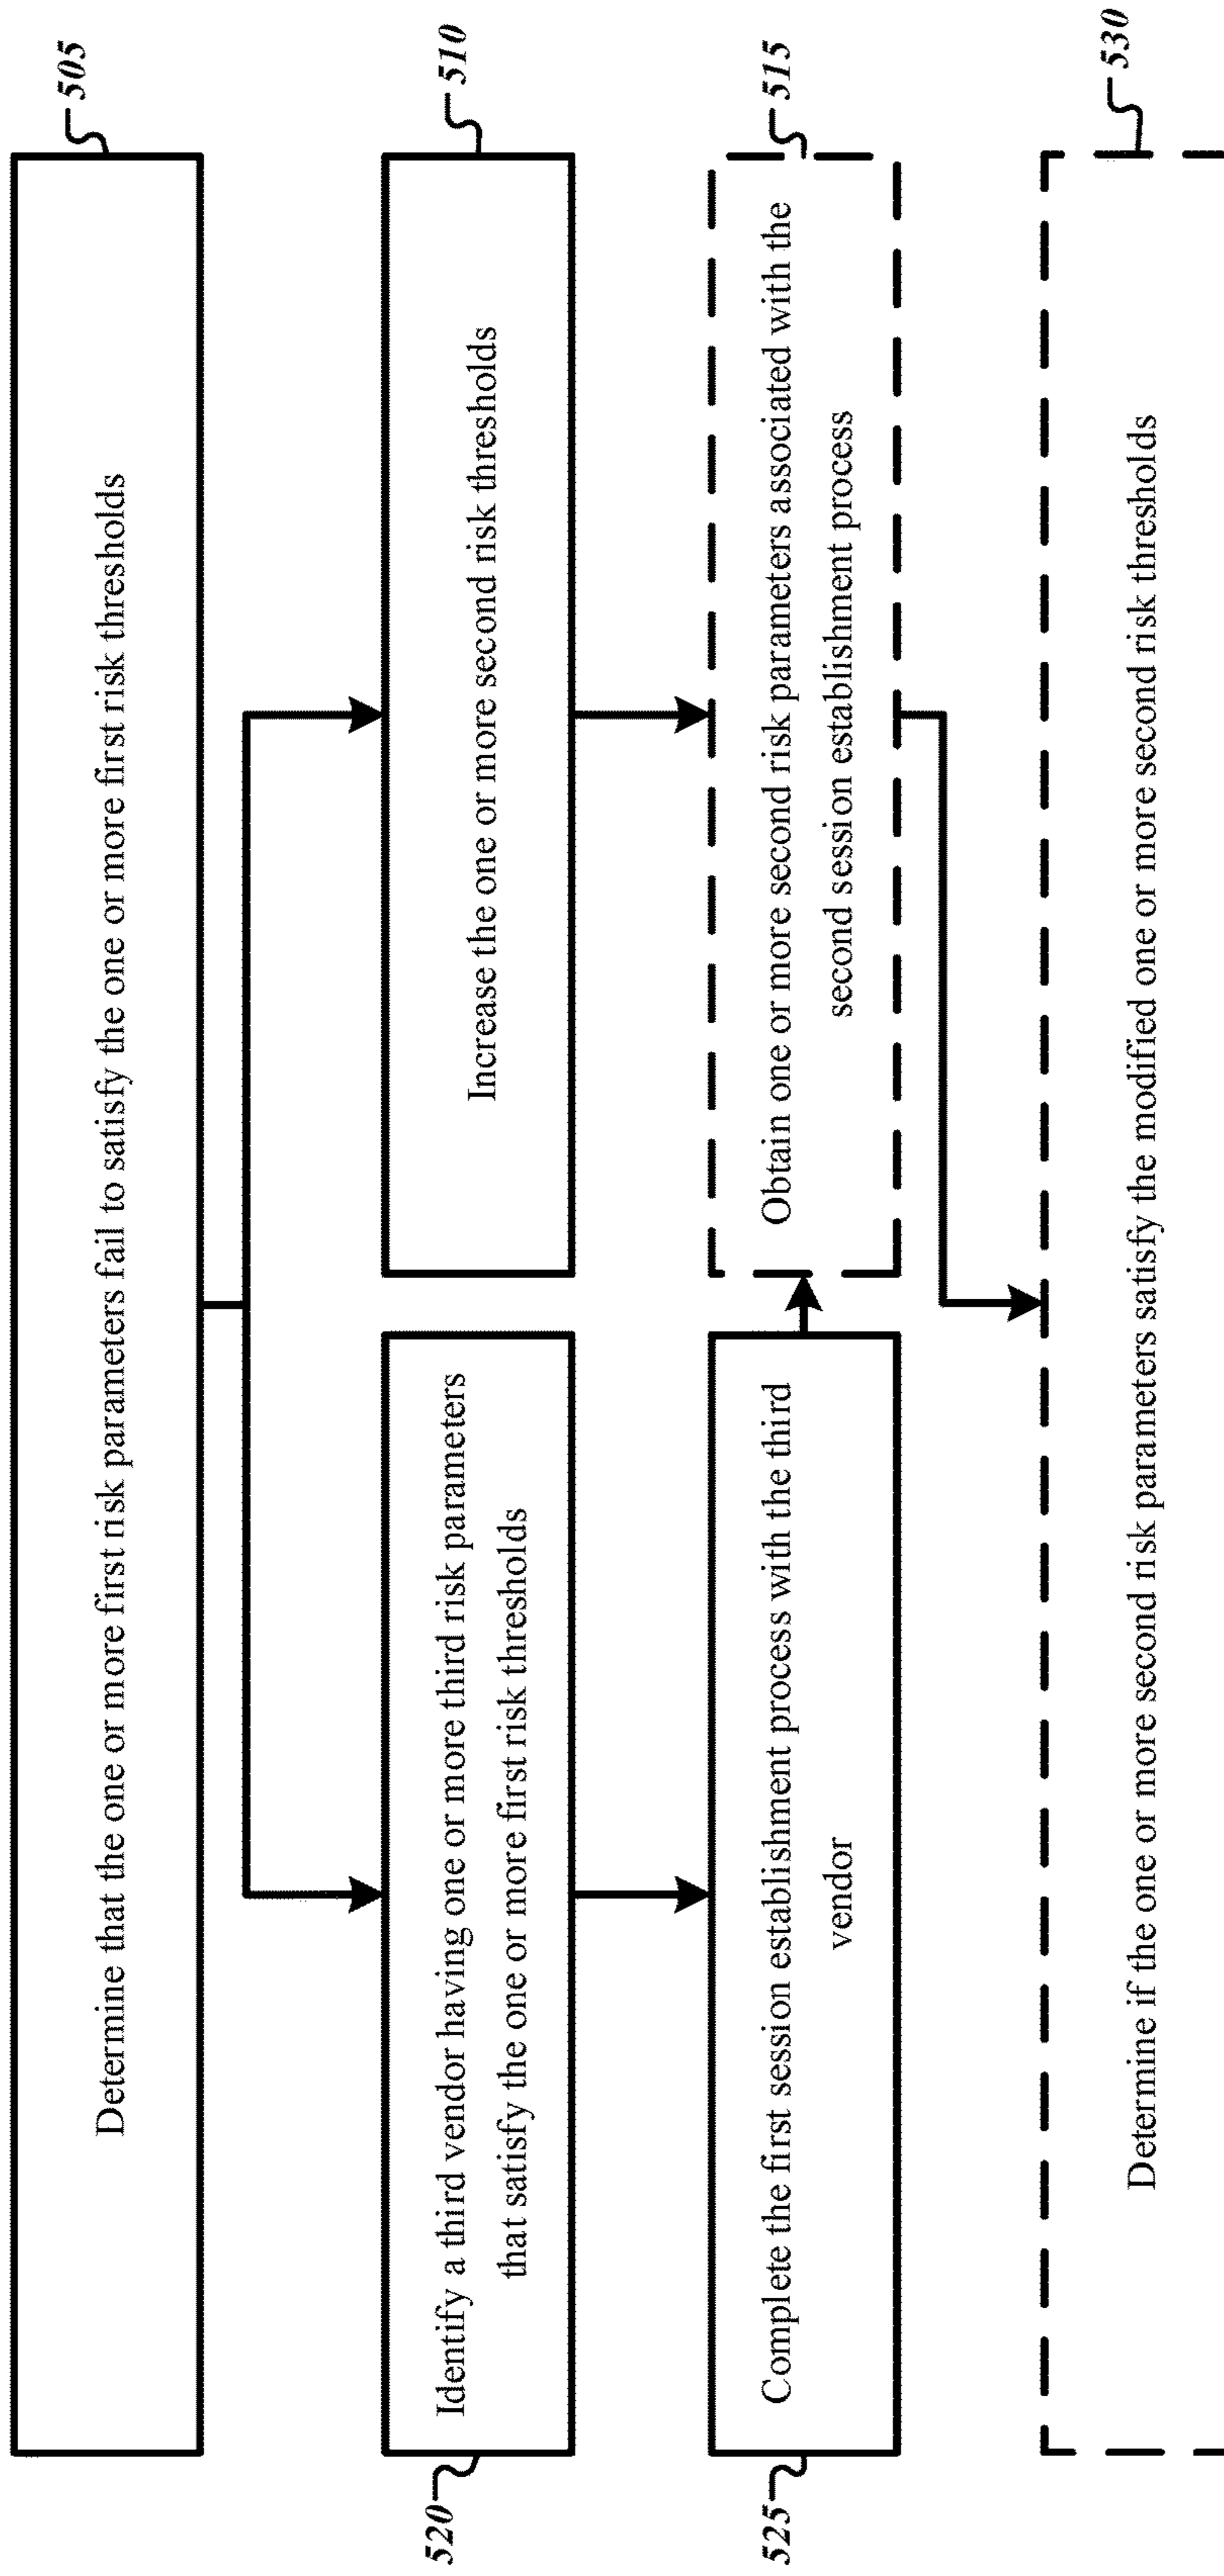 505
Determine that the one or more first risk parameters fail to satisfy the one or more first risk thresholds
520
Identify a third vendor having one or more third risk parameters
that satisfy the one or more first risk thresholds
510
Increase the one or more second risk thresholds
525
Complete the first session establishment process with the third
vendor
515
Obtain one or more second risk parameters associated with the
second session establishment process
530
Determine if the one or more second risk parameters satisfy the modified one or more second risk thresholds